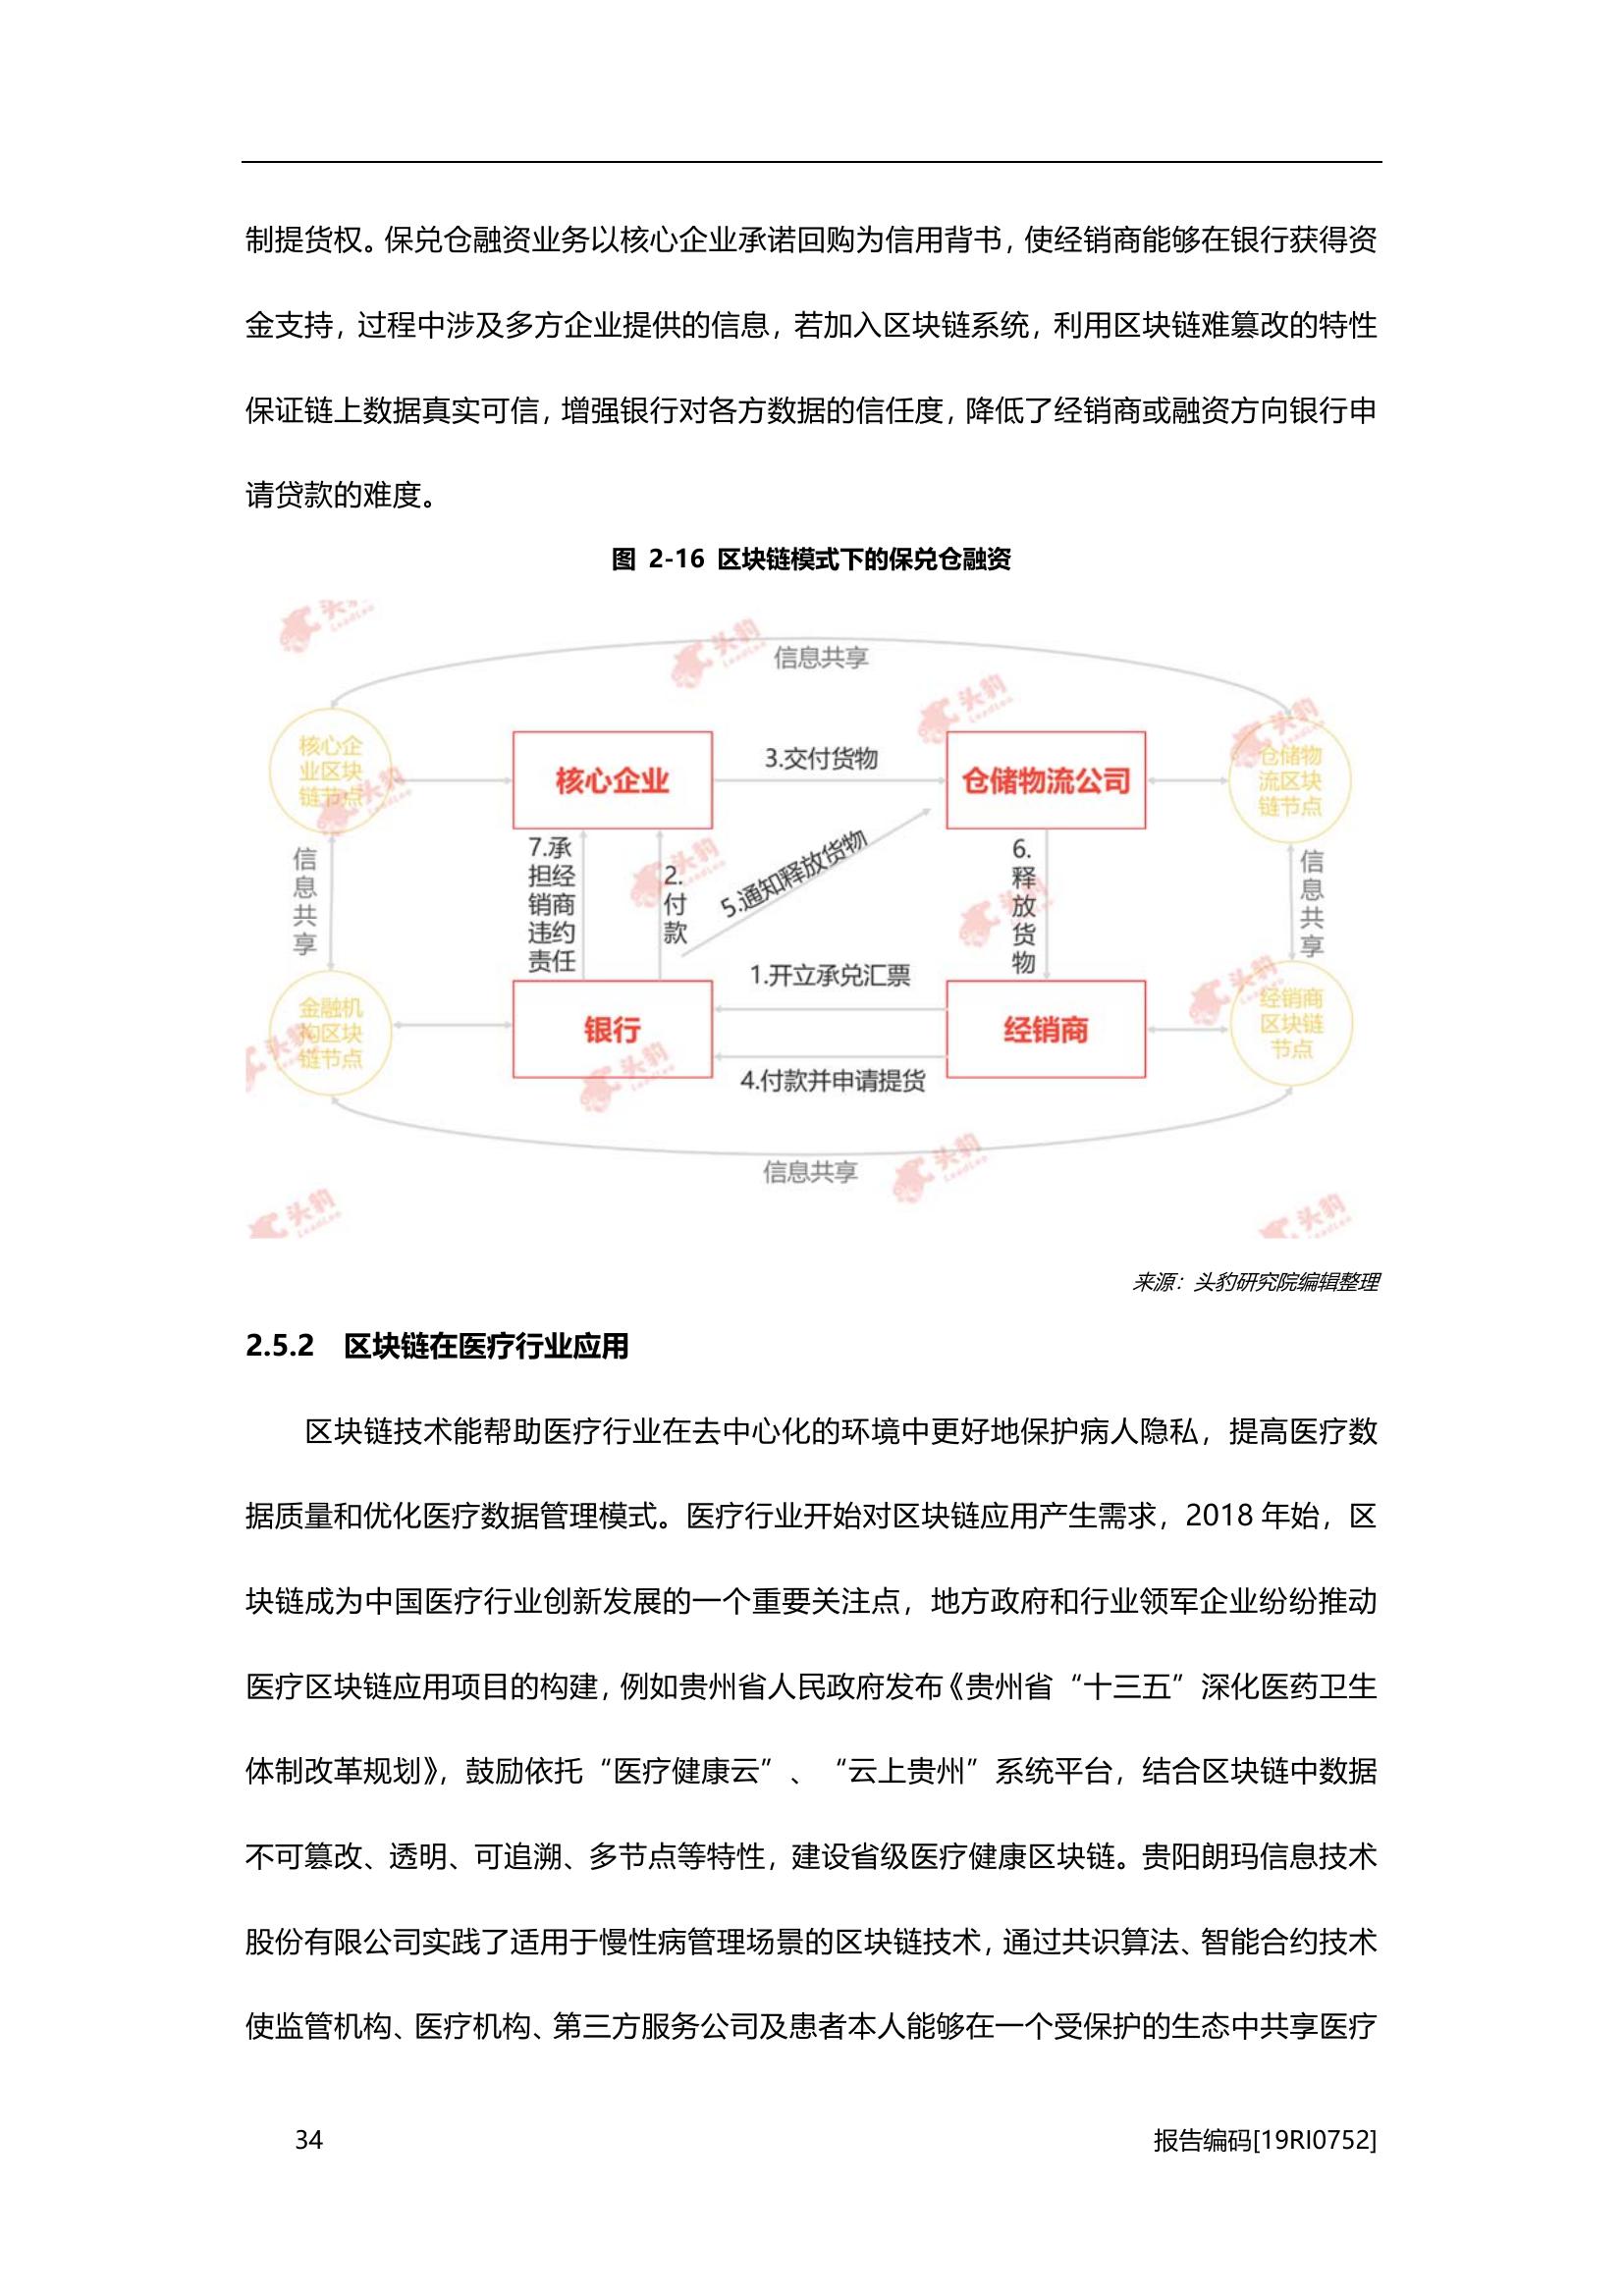 制提货权。保兑仓融资业务以核心企业承诺回购为信用背书，使经销商能够在银行获得资
金支持，过程中涉及多方企业提供的信息，若加入区块链系统，利用区块链难篡改的特性
保证链上数据真实可信，增强银行对各方数据的信任度，降低了经销商或融资方向银行申
请贷款的难度。
图 2-16 区块链模式下的保兑仓融资
信息共享
核心企
业区块
链节点
核心企业
3.交付货物
仓储物流公司
仓储物
流区块
链节点
信
息
共
享
7.承
担经
销商
违约
责任
2.
付
款
5.通知释放货物
6.
释
放
货
物
信
息
共
享
金融机
构区块
链节点
银行
1.开立承兑汇票
4.付款并申请提货
经销商
经销商
区块链
节点
信息共享
头豹
LeadLeo
来源：头豹研究院编辑整理
2.5.2 区块链在医疗行业应用
区块链技术能帮助医疗行业在去中心化的环境中更好地保护病人隐私，提高医疗数
据质量和优化医疗数据管理模式。医疗行业开始对区块链应用产生需求，2018 年始，区
块链成为中国医疗行业创新发展的一个重要关注点，地方政府和行业领军企业纷纷推动
医疗区块链应用项目的构建，例如贵州省人民政府发布《贵州省“十三五”深化医药卫生
体制改革规划》，鼓励依托“医疗健康云”、“云上贵州”系统平台，结合区块链中数据
不可篡改、透明、可追溯、多节点等特性，建设省级医疗健康区块链。贵阳朗玛信息技术
股份有限公司实践了适用于慢性病管理场景的区块链技术，通过共识算法、智能合约技术
使监管机构、医疗机构、第三方服务公司及患者本人能够在一个受保护的生态中共享医疗
34
报告编码[19RI0752]